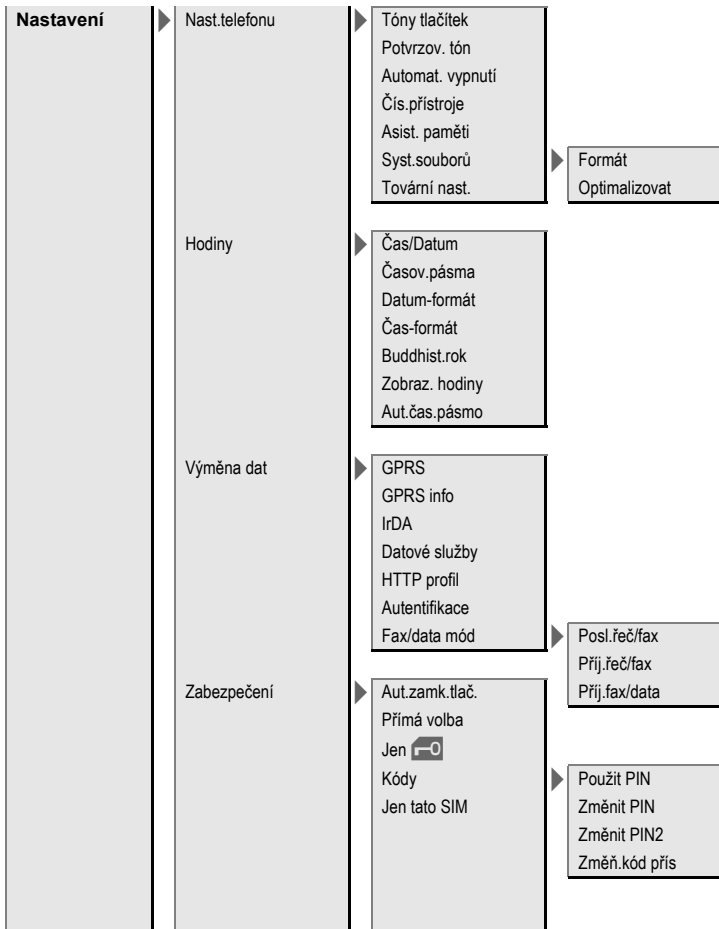 Nastavení Nast.telefonu Tóny tlačítek
Potvrzov. tón
Automat. vypnutí
Čís.přístroje
Asist. paměti
Syst.souborů Formát
Tovární nast. Optimalizovat
Hodiny Čas/Datum
Časov.pásma
Datum-formát
Čas-formát
Buddhist.rok
Zobraz. hodiny
Aut.čas.pásmo
Výměna dat GPRS
GPRS info
IrDA
Datové služby
HTTP profil
Autentifikace
Fax/data mód Posl.řeč/fax
Příj.řeč/fax
Zabezpečení Aut.zamk.tlač. Příj.fax/data
Přímá volba
Jen
Kódy Použit PIN
Jen tato SIM Změnit PIN
Změnit PIN2
Změň.kód přís